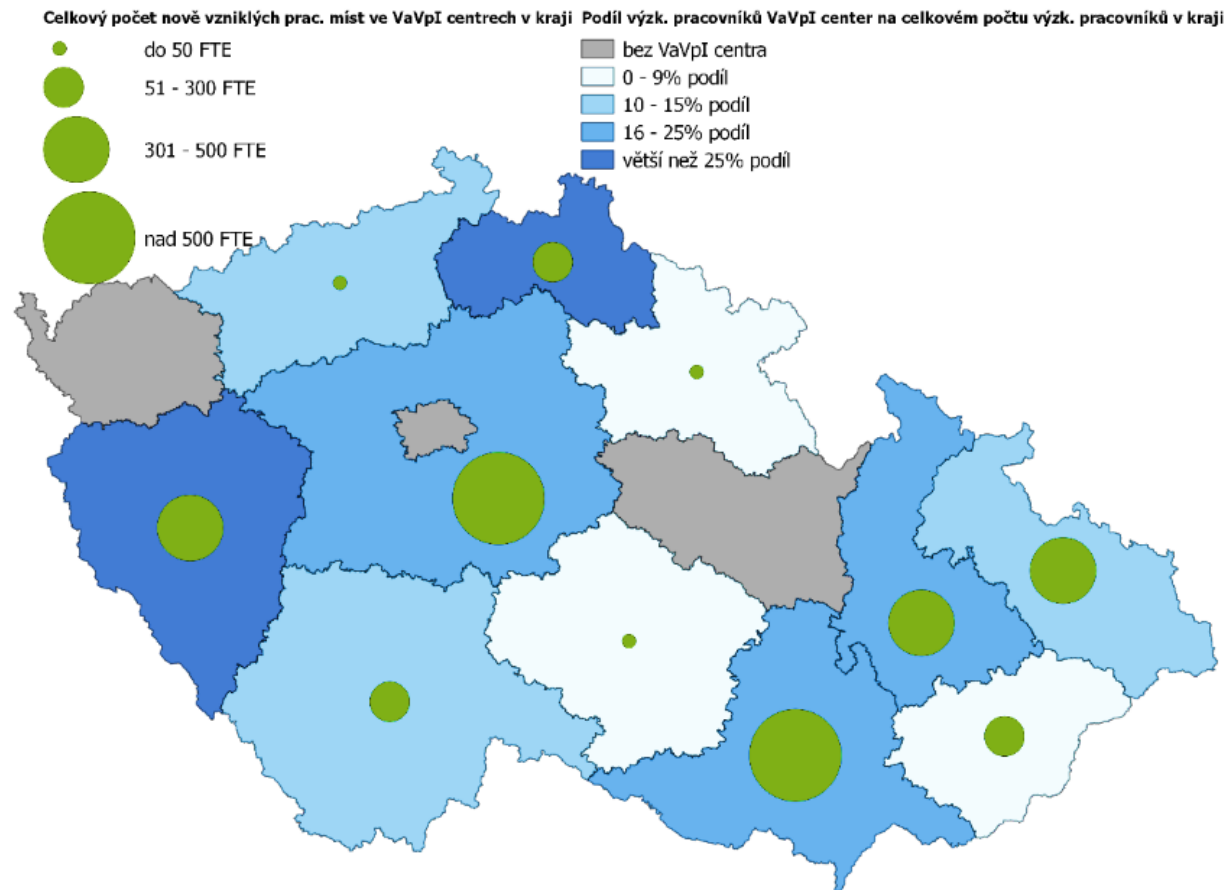 Celkový počet nově vzniklých prac. míst ve VaVpI centrech v kraji
do 50 FTE
51 - 300 FTE
301 - 500 FTE
nad 500 FTE
Podíl výzk. pracovníků VaVpI center na celkovém počtu výzk. pracovníků v kraji
bez VaVpI centra
0 - 9% podíl
10 - 15% podíl
16 - 25% podíl
větší než 25% podíl